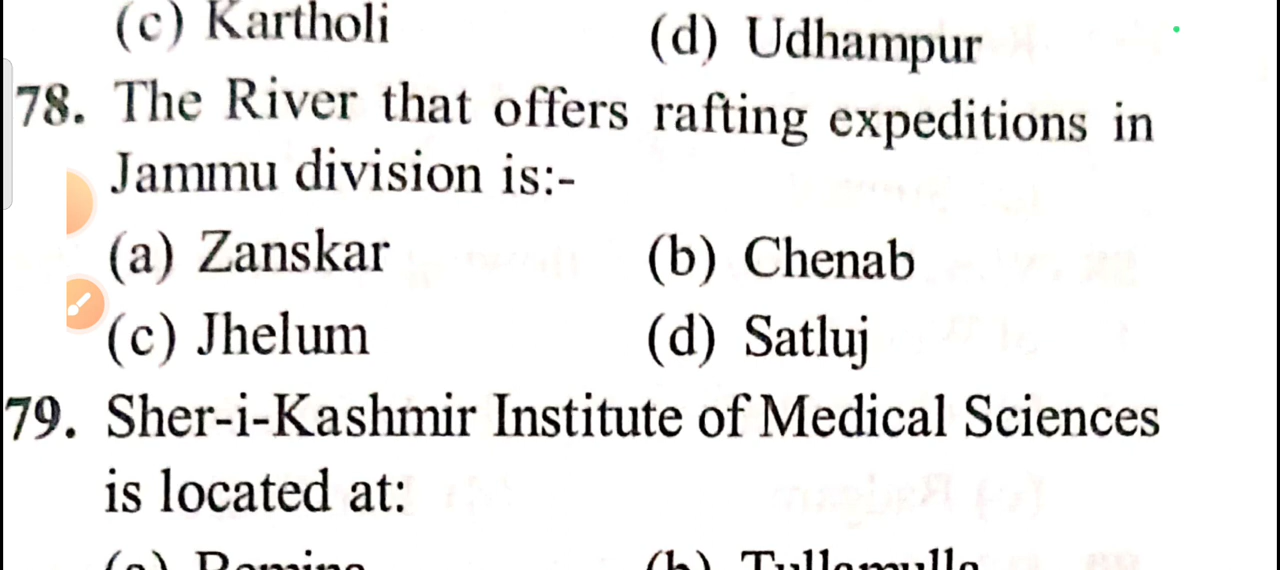 (c) Kartholi (d) Udhampur
78. The River that offers rafting expeditions in
Jammu division is:-
(a) Zanskar (b) Chenab
(c) Jhelum (d) Satluj
79. Sher-i-Kashmir Institute of Medical Sciences
is located at: